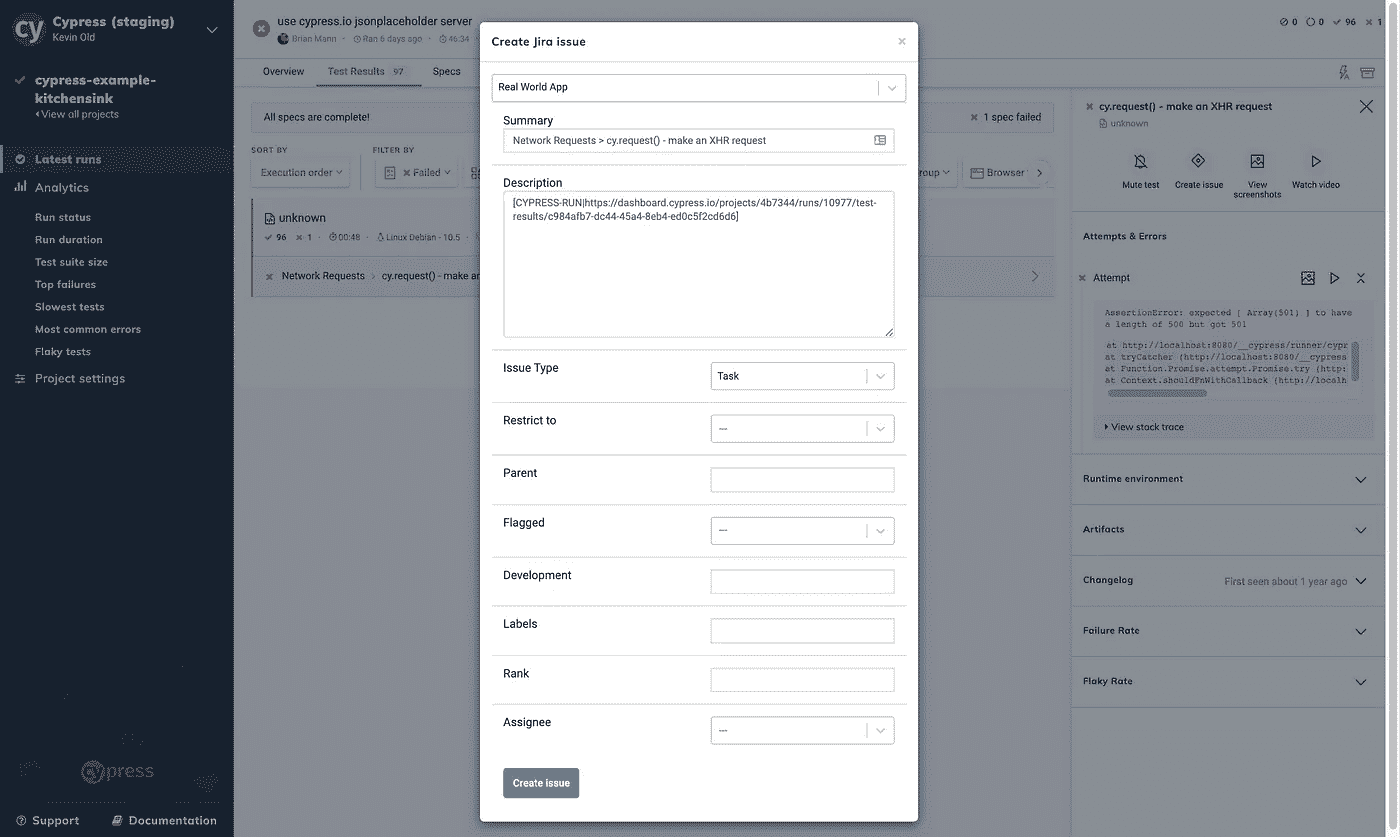 cy
Cypress (staging)
Kevin Old
cypress-example-
kitchensink
View all projects
Latest runs
Analytics
Run status
Run duration
Test suite size
Top failures
Slowest tests
Most common errors
Flaky tests
Project settings
cypress
Support
Documentation
use cypress.io jsonplaceholder server
Brian Mann
Ran 6 days ago
46:34
0 0 96 1
Overview
Test Results 97
Specs
All specs are complete!
1 spec failed
SORT BY
FILTER BY
Execution order
Failed
roup
Browser
unknown
96 1 00:48 Linux Debian - 10.5
Network Requests > cy.request() - make an
Create Jira issue
Real World App
Summary
Network Requests > cy.request() - make an XHR request
Description
[CYPRESS-RUN|https://dashboard.cypress.io/projects/4b7344/runs/10977/test-
results/c984afb7-dc44-45a4-8eb4-ed0c5f2cd6d6]
Issue Type
Task
Restrict to
---
Parent
Flagged
---
Development
Labels
Rank
Assignee
---
Create issue
cy.request() - make an XHR request
unknown
Mute test
Create issue
View
screenshots
Watch video
Attempts & Errors
Attempt
AssertionError: expected [ Array(501) ] to have
a length of 500 but got 501
at http://localhost:8080/__cypress/runner/cypr
at tryCatcher (http://localhost:8080/__cypress
at Function.Promise.attempt.Promise.try (http:
at Context.shouldFnWithCallback (http://localh
View stack trace
Runtime environment
Artifacts
Changelog
First seen about 1 year ago
Failure Rate
Flaky Rate